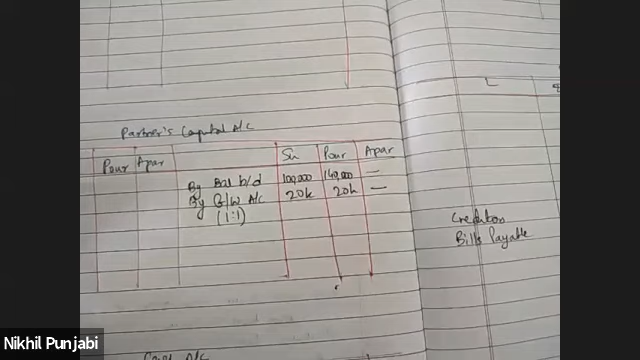 Partner's Capital A/c
Pour Apar Su Pour Apar
By Bal b/d 100,000 140,000 —
By G/W A/c 20k 20k —
(1:1)
Creditors
Bills Payable
A/c
Nikhil Punjabi